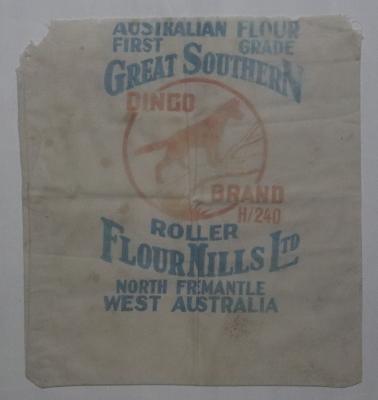 AUSTRALIAN FLOUR
FIRST GRADE
GREAT SOUTHERN
DINGO
BRAND
H/240
ROLLER
FLOUR MILLS LTD
NORTH FREMANTLE
WEST AUSTRALIA